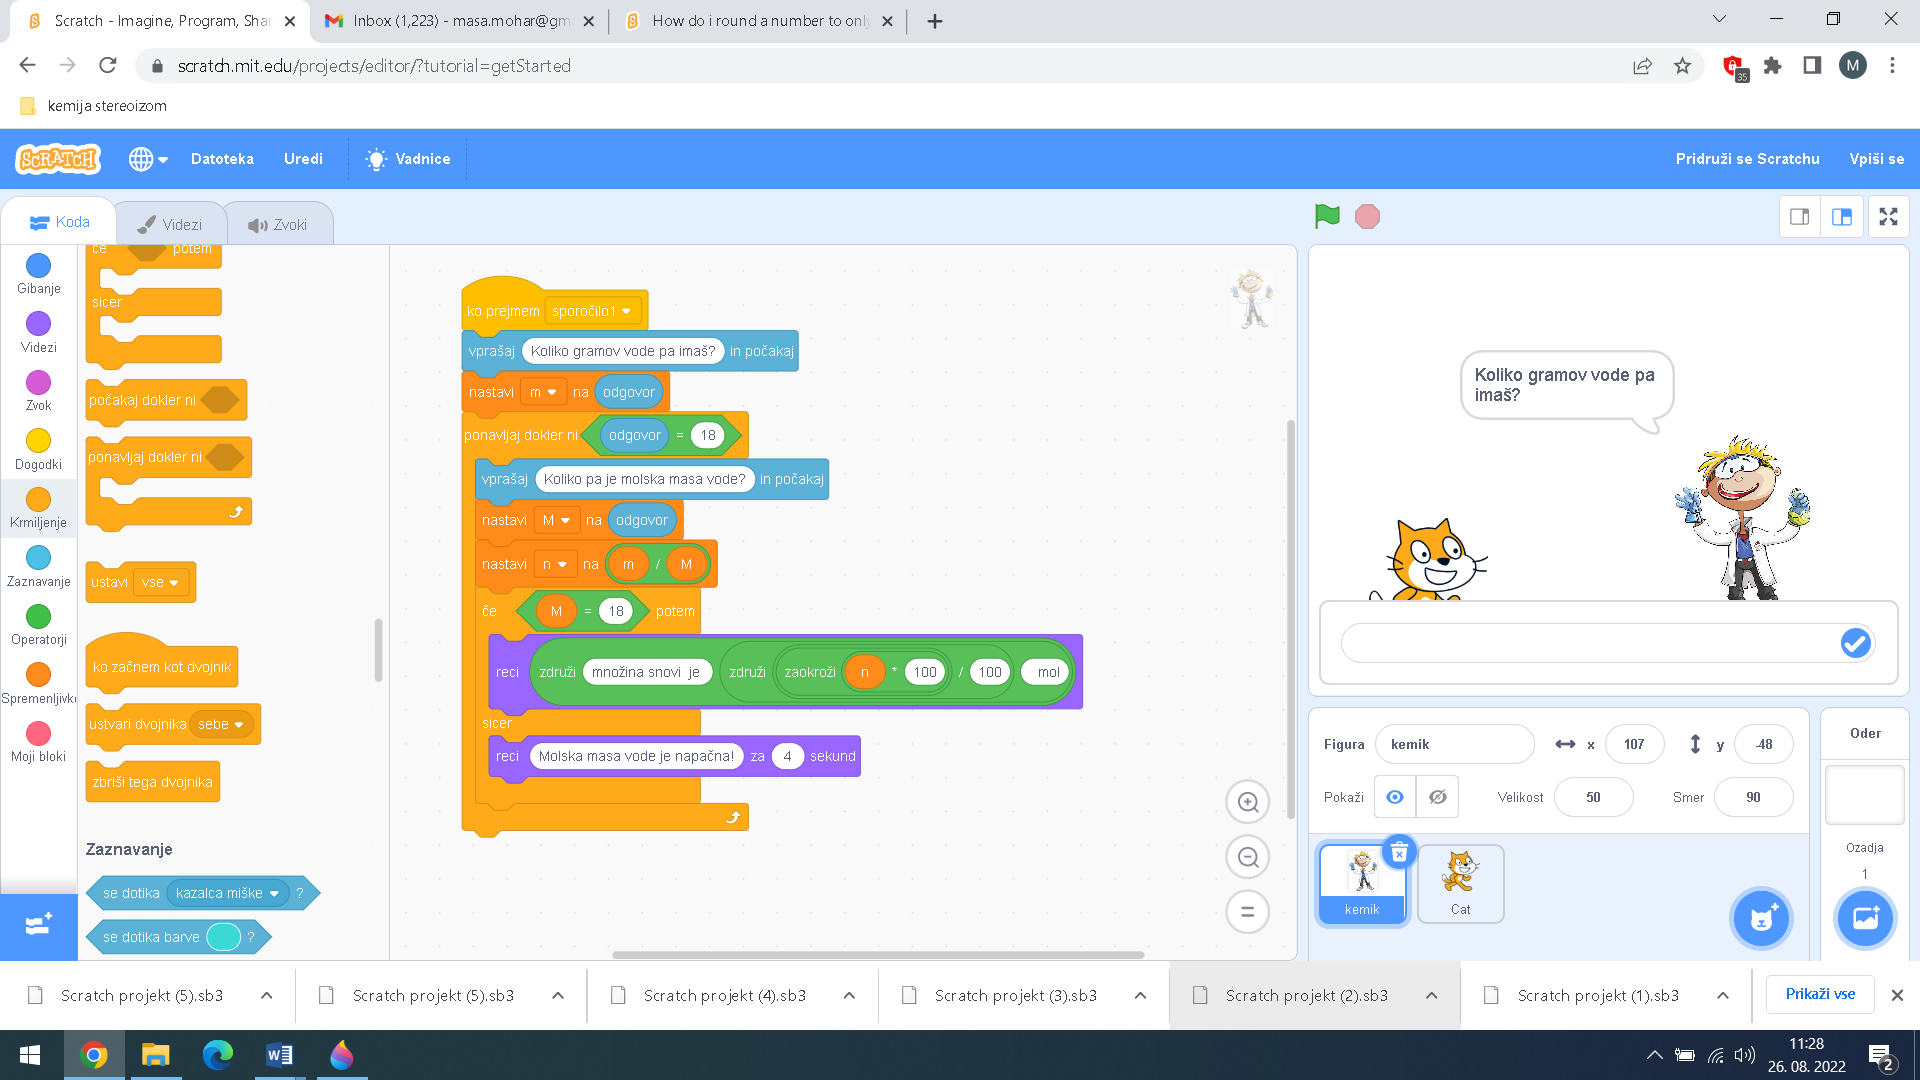 Scratch - Imagine, Program, Shar
Inbox (1,223) - masa.mohar@gm
How do i round a number to only
scratch.mit.edu/projects/editor/?tutorial=getStarted
35
M
kemija stereoizom
SCRATCH
Datoteka
Uredi
Vadnice
Pridruži se Scratchu
Vpiši se
Koda
Videzi
Zvoki
Gibanje
Videzi
Zvok
Dogodki
Krmiljenje
Zaznavanje
Operatorji
Spremenljivke
Moji bloki
če potem
sicer
počakaj dokler ni
ponavljaj dokler ni
ustavi vse
ko začnem kot dvojnik
ustvari dvojnika sebe
zbriši tega dvojnika
Zaznavanje
se dotika kazalca miške ?
se dotika barve ?
ko prejmem sporočilo1
vprašaj Koliko gramov vode pa imaš? in počakaj
nastavi m na odgovor
ponavljaj dokler ni odgovor = 18
vprašaj Koliko pa je molska masa vode? in počakaj
nastavi M na odgovor
nastavi n na m / M
če M = 18 potem
reci združi množina snovi je združi zaokroži n * 100 / 100 mol
sicer
reci Molska masa vode je napačna! za 4 sekund
Koliko gramov vode pa
imaš?
Figura kemik x 107 y -48
Pokaži Velikost 50 Smer 90
kemik
Cat
Oder
Ozadja
1
Scratch projekt (5).sb3
Scratch projekt (5).sb3
Scratch projekt (4).sb3
Scratch projekt (3).sb3
Scratch projekt (2).sb3
Scratch projekt (1).sb3
Prikaži vse
11:28
26. 08. 2022
2